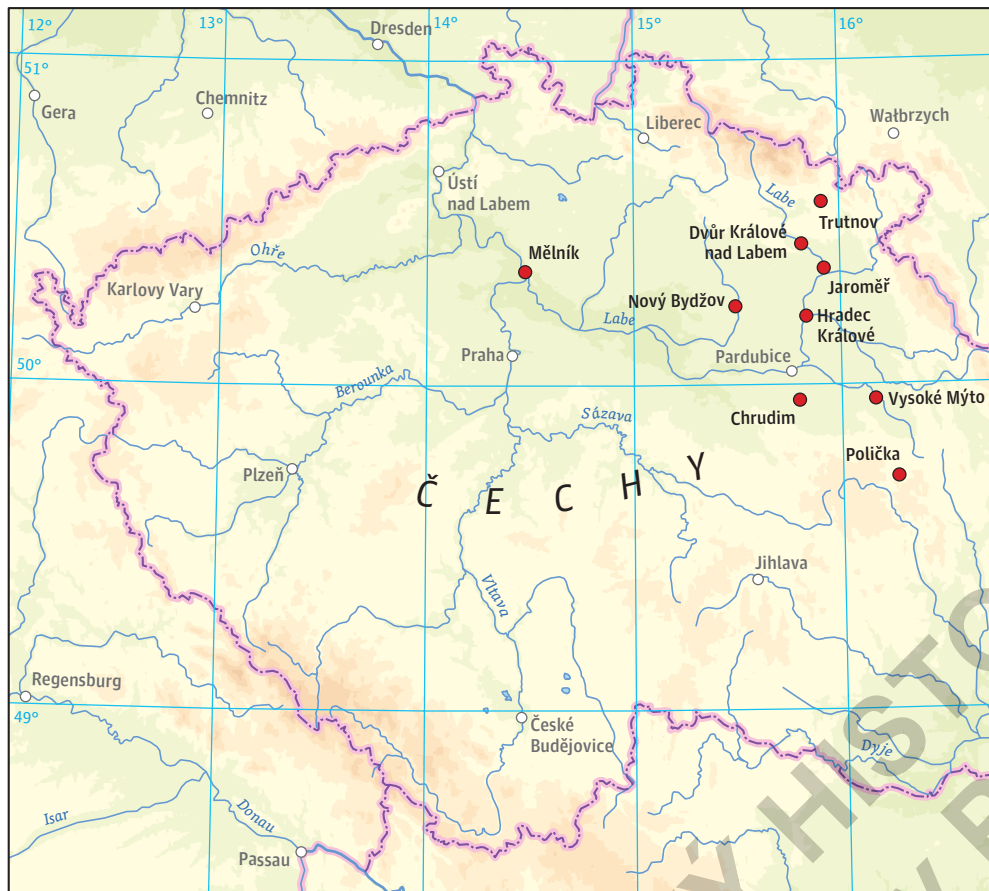 12°
13°
14°
15°
16°
51°
Dresden
Gera
Chemnitz
Liberec
Wałbrzych
Ústí
nad Labem
Labe
Trutnov
Dvůr Králové
nad Labem
Ohře
Mělník
Jaroměř
Karlovy Vary
Nový Bydžov
Labe
Hradec
Králové
Praha
Pardubice
50°
Berounka
Sázava
Chrudim
Vysoké Mýto
Polička
Plzeň
ČECHY
Jihlava
Vltava
Regensburg
49°
České
Budějovice
Dyje
Isar
Donau
Passau
Ý HISTO